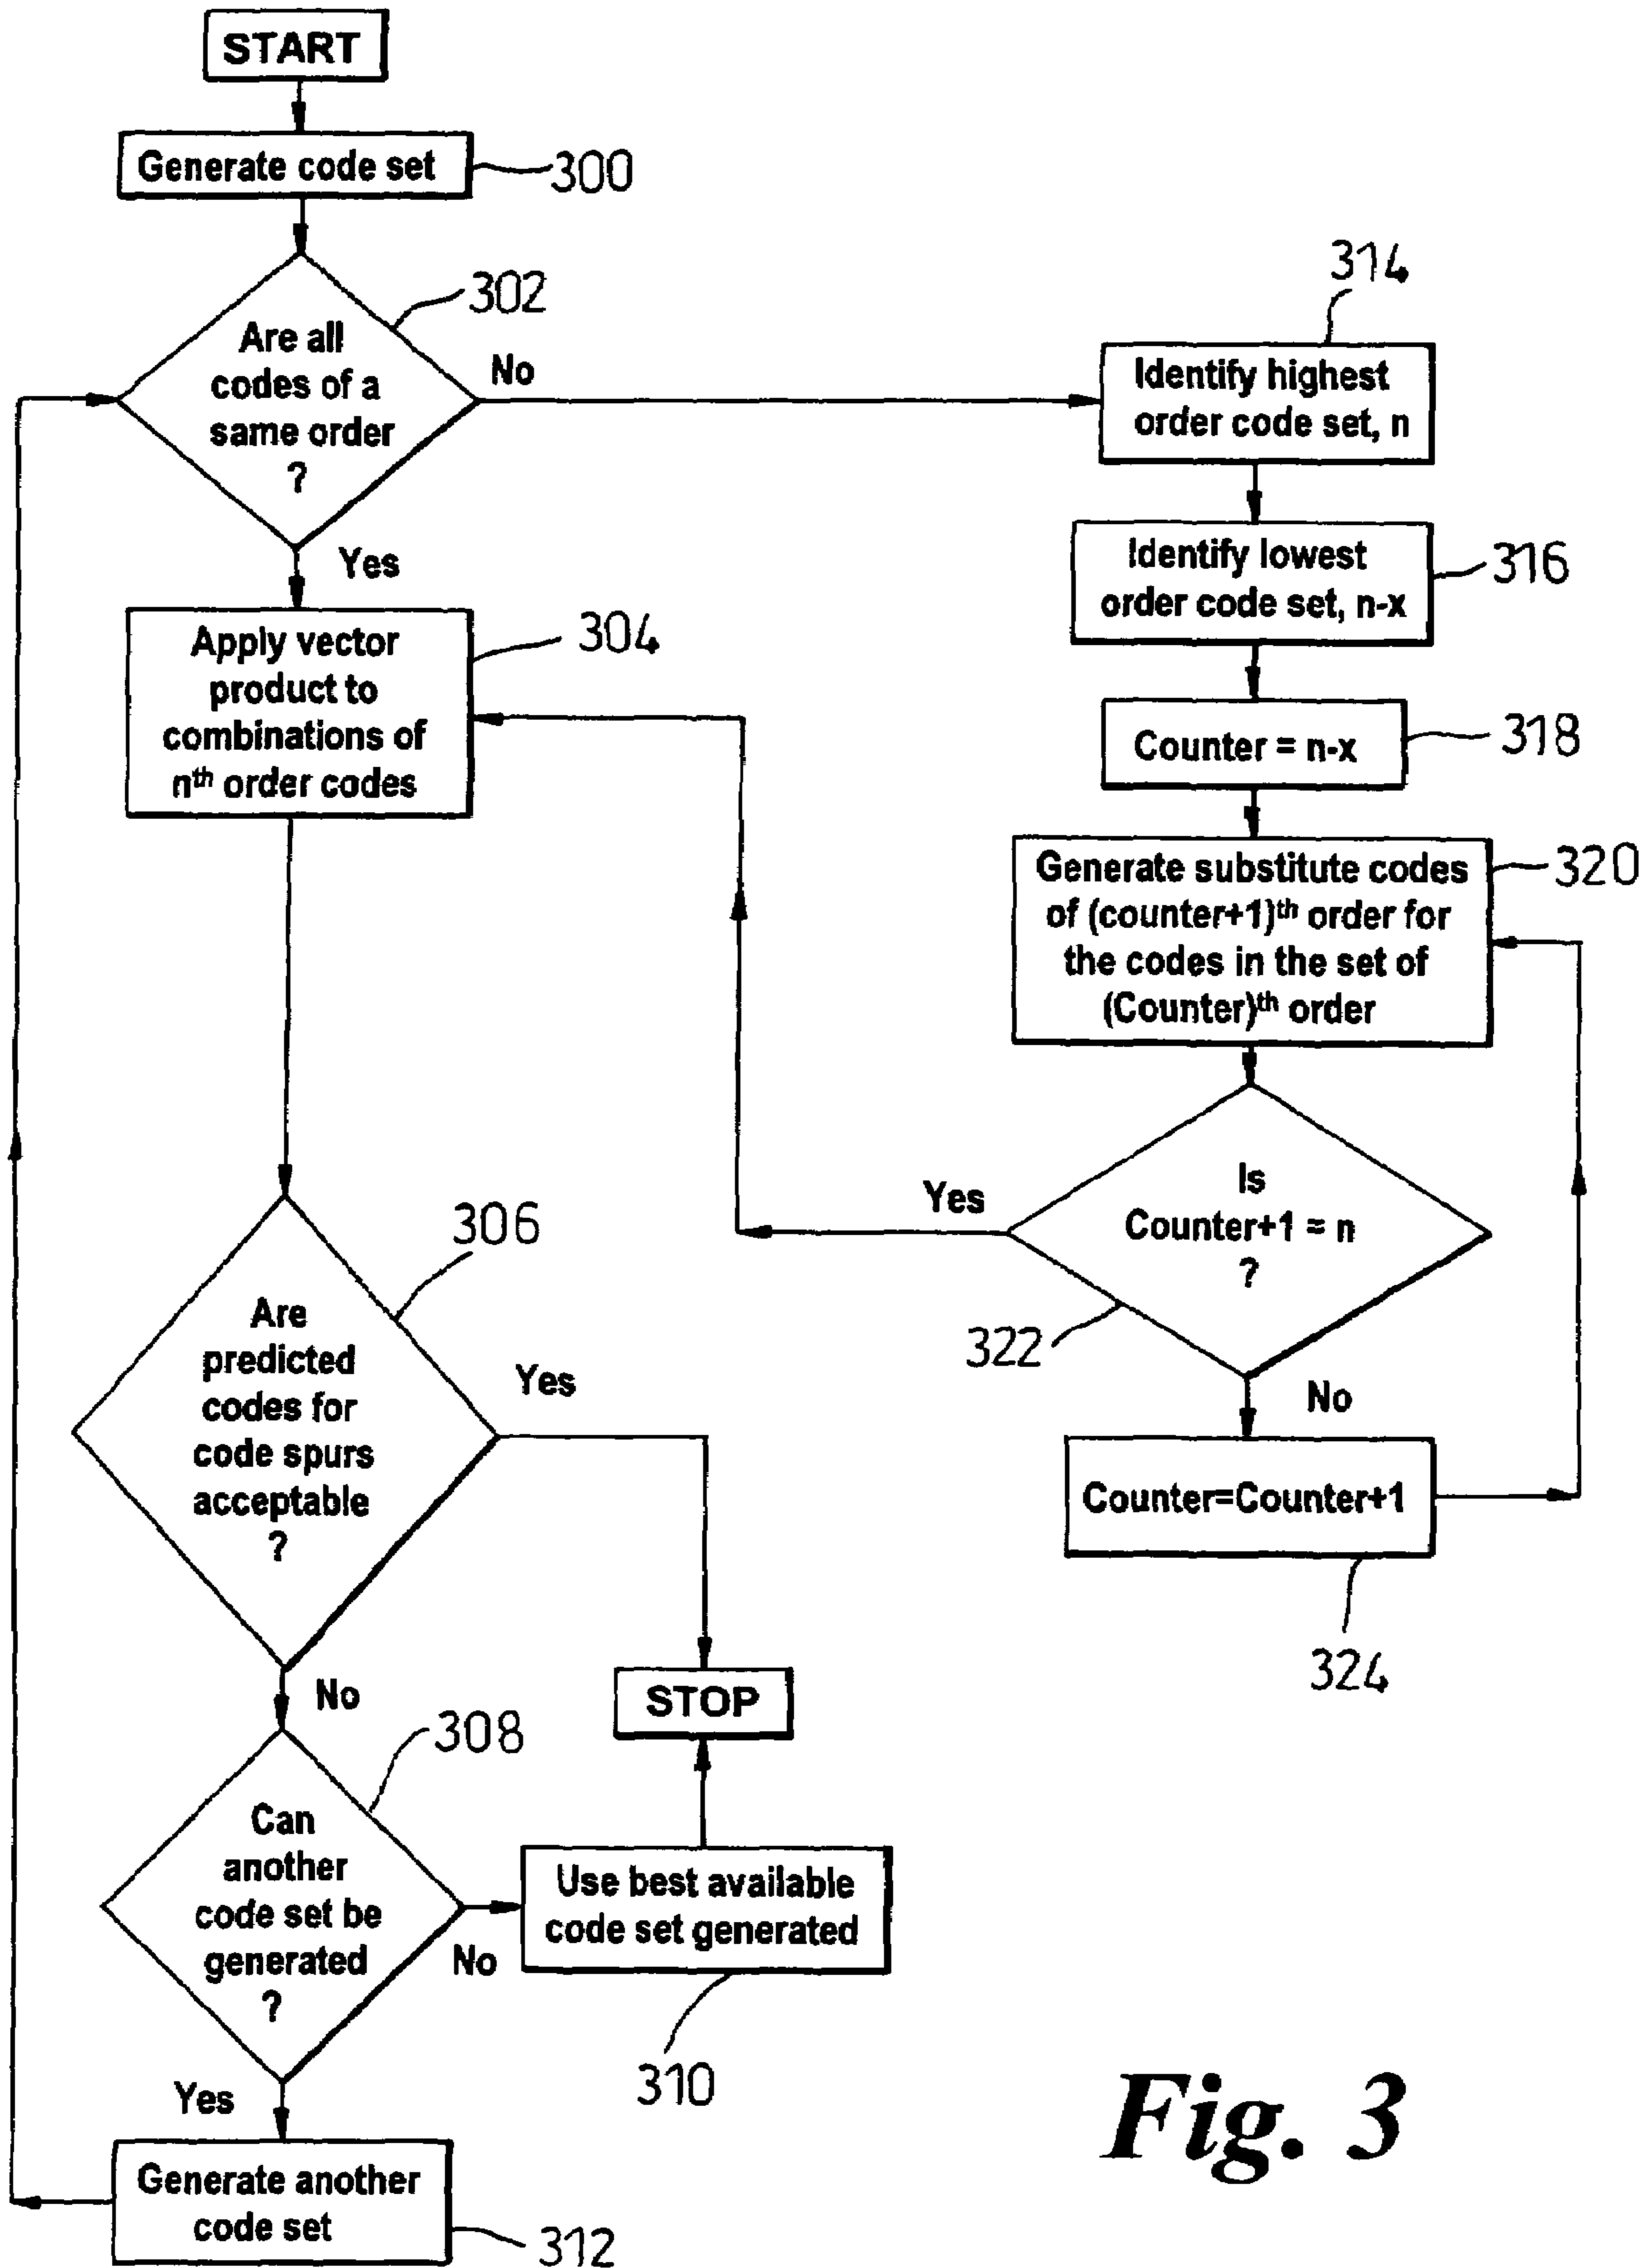 START
Generate code set
300
Are all
codes of a
same order
?
302
No
Yes
Apply vector
product to
combinations of
nth order codes
304
Are
predicted
codes for
code spurs
acceptable
?
306
Yes
No
Can
another
code set be
generated
?
308
No
Yes
STOP
Use best available
code set generated
310
Generate another
code set
312
314
Identify highest
order code set, n
Identify lowest
order code set, n-x
316
Counter = n-x
318
Generate substitute codes
of (counter+1)th order for
the codes in the set of
(Counter)th order
320
Is
Counter+1 = n
?
322
Yes
No
Counter=Counter+1
324
Fig. 3